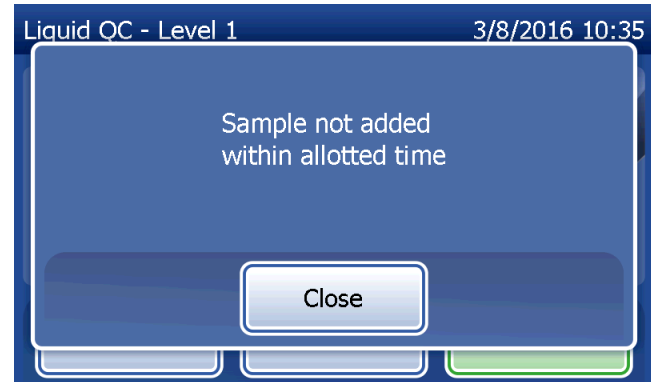 Liquid QC - Level 1
3/8/2016 10:35
Sample not added
within allotted time
Close